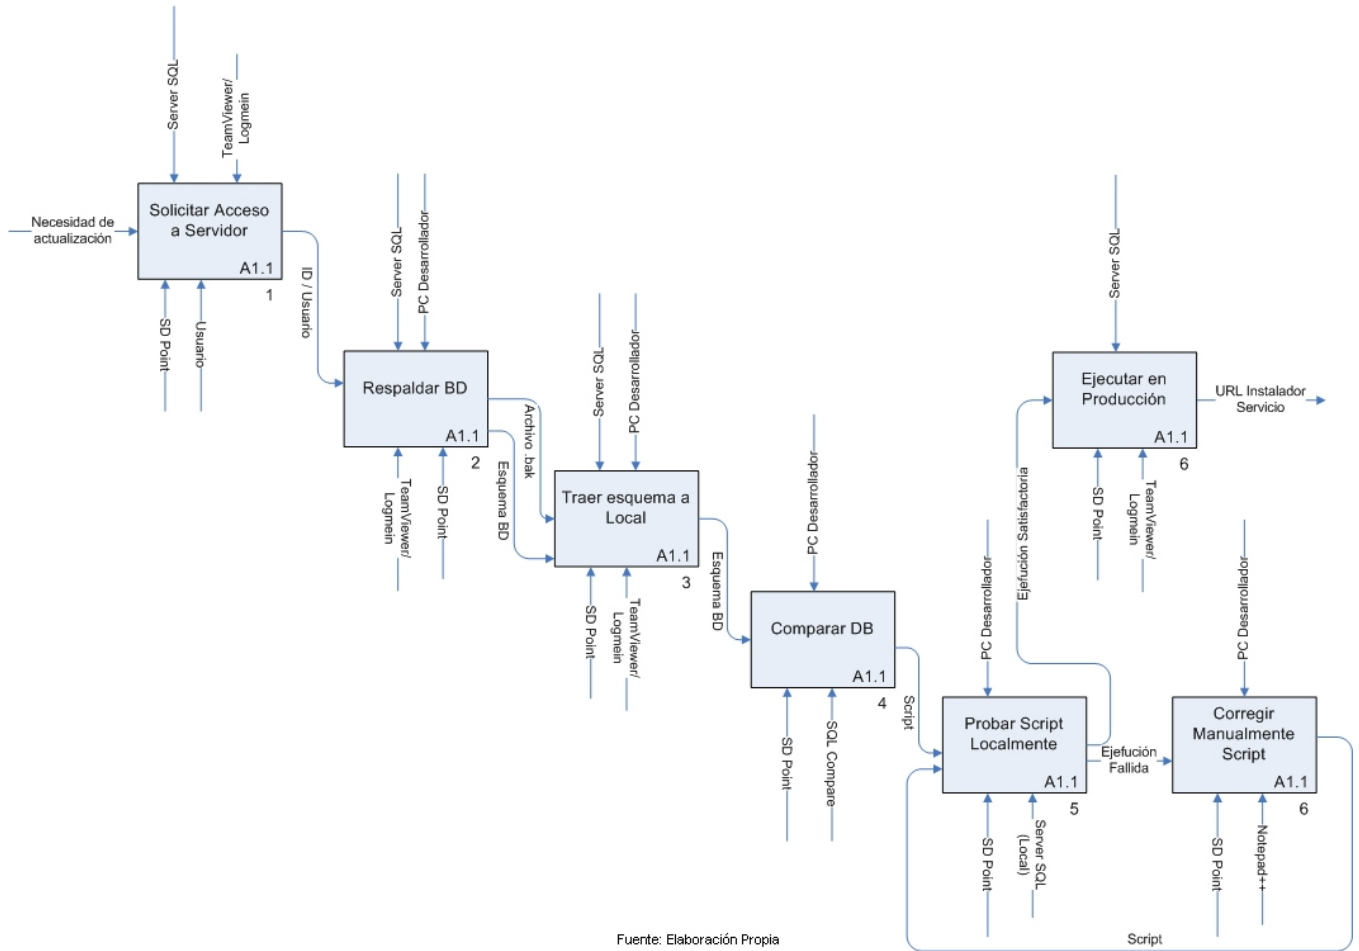 Server SQL
TeamViewer/
Logmein
Necesidad de
actualización
Solicitar Acceso
a Servidor
A1.1
1
SD Point
Usuario
ID / Usuario
Server SQL
PC Desarrollador
Respaldar BD
A1.1
2
TeamViewer/
Logmein
SD Point
Archivo .bak
Esquema BD
Server SQL
PC Desarrollador
Traer esquema a
Local
A1.1
3
SD Point
TeamViewer/
Logmein
Esquema BD
PC Desarrollador
Comparar DB
A1.1
4
SD Point
SQL Compare
Script
PC Desarrollador
Probar Script
Localmente
A1.1
5
SD Point
Server SQL
(Local)
Ejefución Satisfactoria
Ejefución
Fallida
Server SQL
Ejecutar en
Producción
A1.1
6
SD Point
TeamViewer/
Logmein
URL Instalador
Servicio
PC Desarrollador
Corregir
Manualmente
Script
A1.1
6
SD Point
Notepad++
Script
Fuente: Elaboración Propia